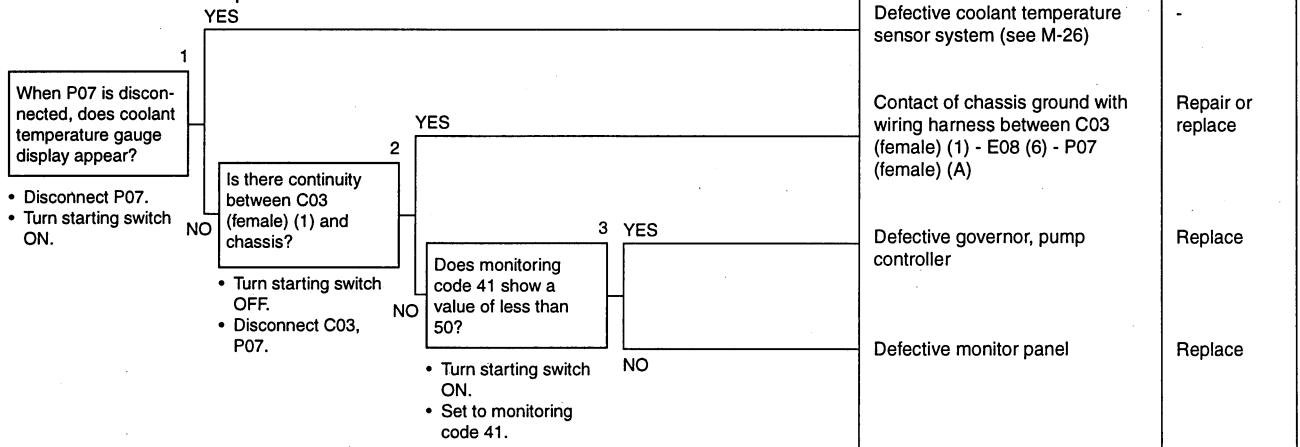 YES
Defective coolant temperature
sensor system (see M-26)
-
1
When P07 is discon-
nected, does coolant
temperature gauge
display appear?
• Disconnect P07.
• Turn starting switch
ON.
NO
YES
Contact of chassis ground with
wiring harness between C03
(female) (1) - E08 (6) - P07
(female) (A)
Repair or
replace
2
Is there continuity
between C03
(female) (1) and
chassis?
• Turn starting switch
OFF.
• Disconnect C03,
P07.
NO
3
YES
Defective governor, pump
controller
Replace
Does monitoring
code 41 show a
value of less than
50?
• Turn starting switch
ON.
• Set to monitoring
code 41.
NO
Defective monitor panel
Replace